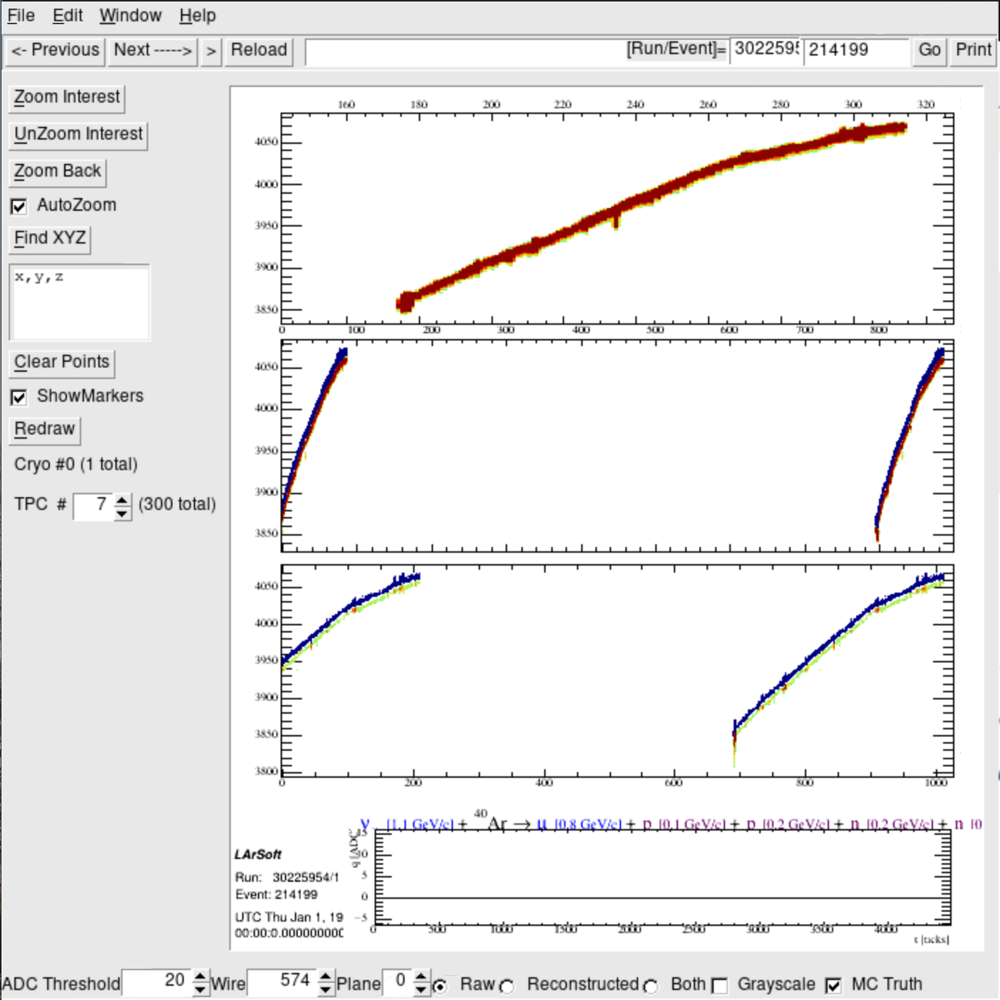 File Edit Window Help
<- Previous Next -----> > Reload [Run/Event]= 3022595 214199 Go Print
Zoom Interest
UnZoom Interest
Zoom Back
AutoZoom
Find XYZ
x,y,z
Clear Points
ShowMarkers
Redraw
Cryo #0 (1 total)
TPC # 7 (300 total)
160 180 200 220 240 260 280 300 320
4050
4000
3950
3900
3850
0 100 200 300 400 500 600 700 800
4050
4000
3950
3900
3850
4050
4000
3950
3900
3850
3800
0 200 400 600 800 1000
ν [1.1 GeV/c] + 40Ar → μ [0.8 GeV/c] + p [0.1 GeV/c] + p [0.2 GeV/c] + n [0.2 GeV/c] + n [0
q [ADC]
15
10
5
0
−5
0 500 1000 1500 2000 2500 3000 3500 4000
t [ticks]
LArSoft
Run: 30225954/1
Event: 214199
UTC Thu Jan 1, 19
00:00:0.000000000
ADC Threshold 20 Wire 574 Plane 0 Raw Reconstructed Both Grayscale MC Truth